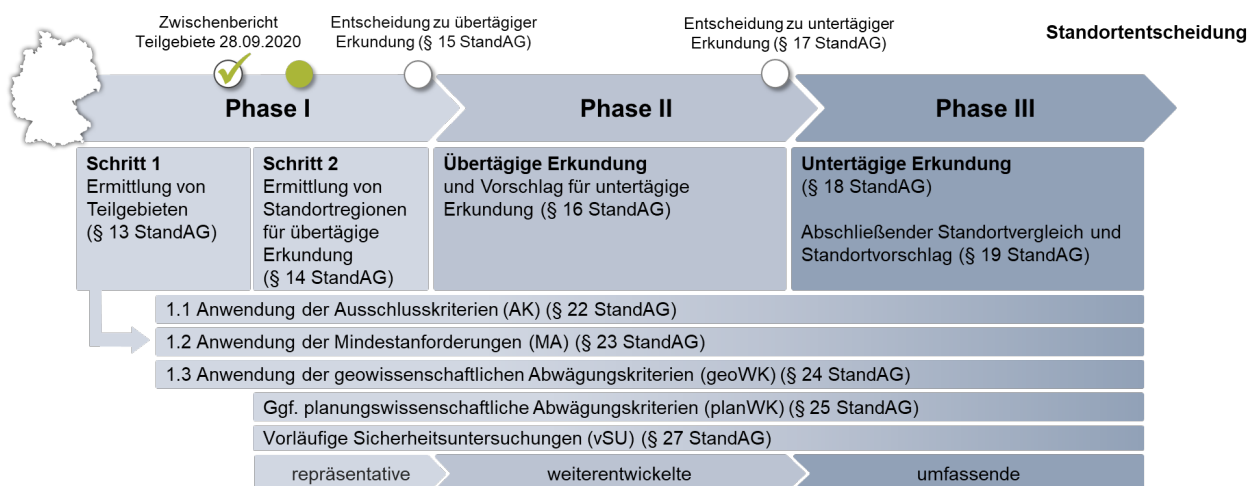 Zwischenbericht
Teilgebiete 28.09.2020
Entscheidung zu übertägiger
Erkundung (§ 15 StandAG)
Entscheidung zu untertägiger
Erkundung (§ 17 StandAG)
Standortentscheidung
Phase I
Phase II
Phase III
Schritt 1
Ermittlung von
Teilgebieten
(§ 13 StandAG)
Schritt 2
Ermittlung von
Standortregionen
für übertägige
Erkundung
(§ 14 StandAG)
Übertägige Erkundung
und Vorschlag für untertägige
Erkundung (§ 16 StandAG)
Untertägige Erkundung
(§ 18 StandAG)
Abschließender Standortvergleich und
Standortvorschlag (§ 19 StandAG)
1.1 Anwendung der Ausschlusskriterien (AK) (§ 22 StandAG)
1.2 Anwendung der Mindestanforderungen (MA) (§ 23 StandAG)
1.3 Anwendung der geowissenschaftlichen Abwägungskriterien (geoWK) (§ 24 StandAG)
Ggf. planungswissenschaftliche Abwägungskriterien (planWK) (§ 25 StandAG)
Vorläufige Sicherheitsuntersuchungen (vSU) (§ 27 StandAG)
repräsentative
weiterentwickelte
umfassende